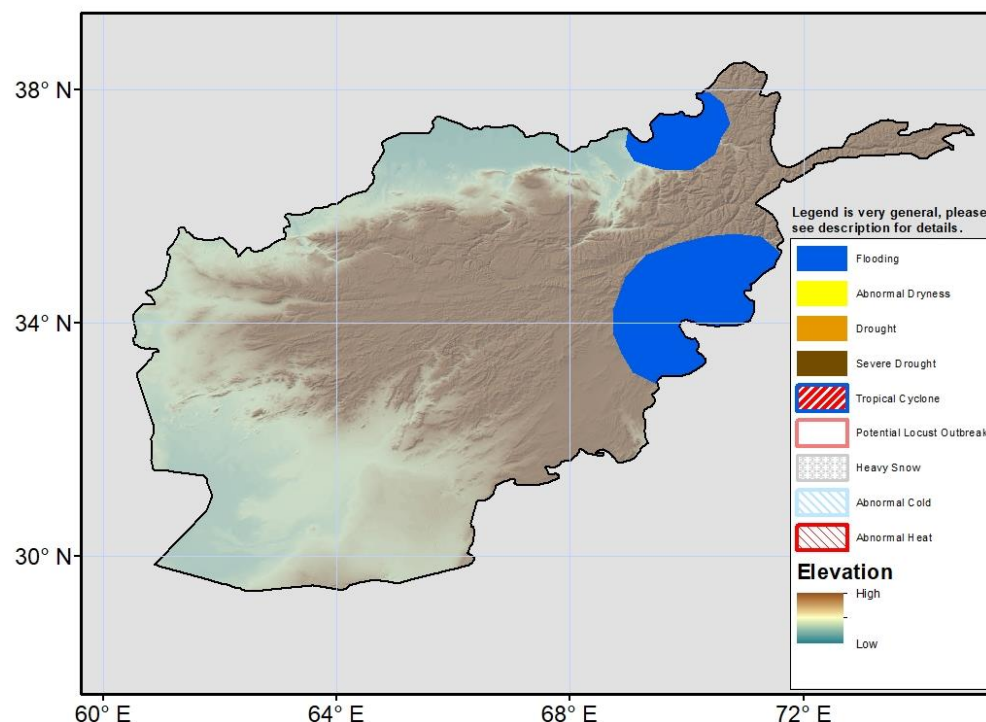 38° N
34° N
30° N
60° E
64° E
68° E
72° E
Legend is very general, please
see description for details.
Flooding
Abnormal Dryness
Drought
Severe Drought
Tropical Cyclone
Potential Locust Outbreak
Heavy Snow
Abnormal Cold
Abnormal Heat
Elevation
High
Low